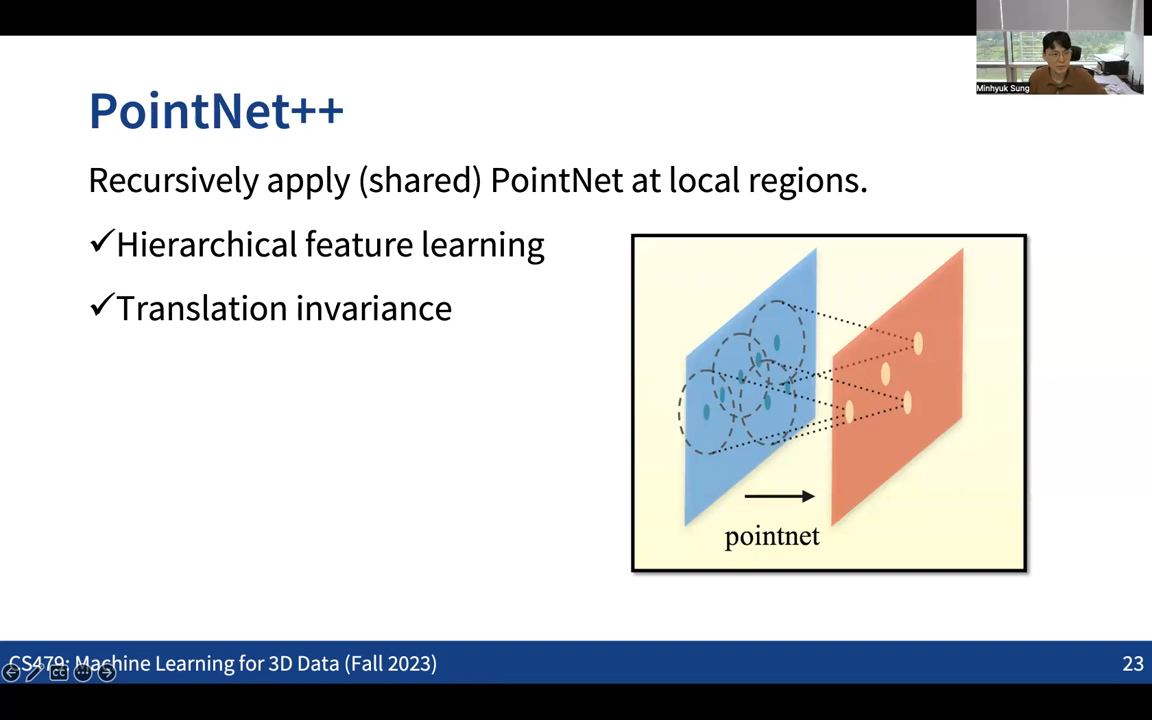 Minhyuk Sung
PointNet++
Recursively apply (shared) PointNet at local regions.
✓Hierarchical feature learning
✓Translation invariance
pointnet
CS479: Machine Learning for 3D Data (Fall 2023)
23
CC